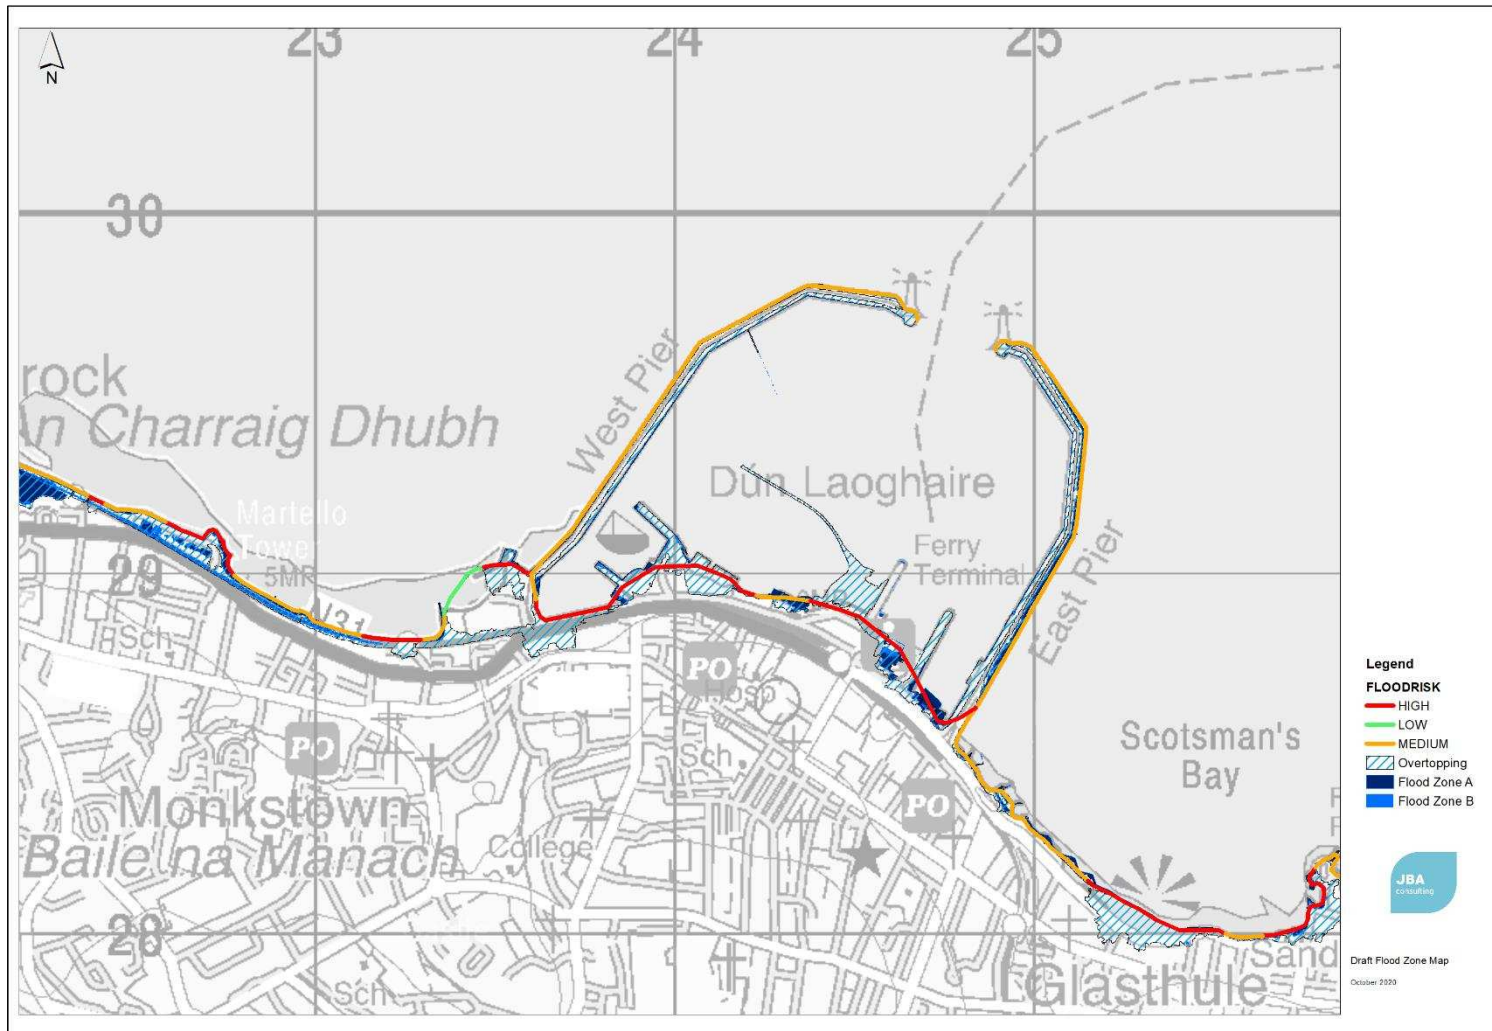 23
24
25
N
30
rock
An Charraig Dhubh
West Pier
Dún Laoghaire
Martello
Tower
Ferry
Terminal
29
5MP
East Pier
Sch
PO
Hosp
Scotsman's
Bay
Sch
PO
PO
Monkstown
Baile na Manach
College
28
Sand
Glasthule
Sch
Legend
FLOODRISK
HIGH
LOW
MEDIUM
Overtopping
Flood Zone A
Flood Zone B
JBA
consulting
Draft Flood Zone Map
October 2020